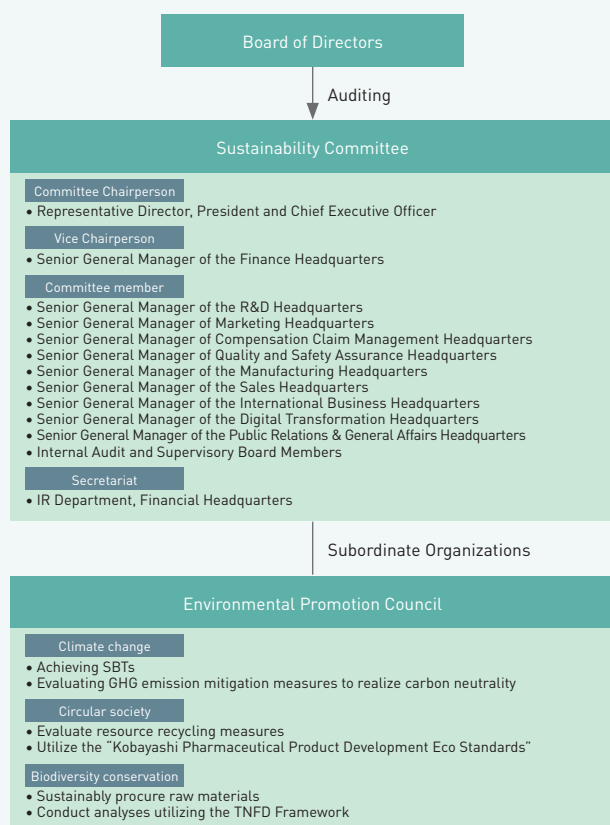 Board of Directors
Auditing
Sustainability Committee
Committee Chairperson
• Representative Director, President and Chief Executive Officer
Vice Chairperson
• Senior General Manager of the Finance Headquarters
Committee member
• Senior General Manager of the R&D Headquarters
• Senior General Manager of Marketing Headquarters
• Senior General Manager of Compensation Claim Management Headquarters
• Senior General Manager of Quality and Safety Assurance Headquarters
• Senior General Manager of the Manufacturing Headquarters
• Senior General Manager of the Sales Headquarters
• Senior General Manager of the International Business Headquarters
• Senior General Manager of the Digital Transformation Headquarters
• Senior General Manager of the Public Relations & General Affairs Headquarters
• Internal Audit and Supervisory Board Members
Secretariat
• IR Department, Financial Headquarters
Subordinate Organizations
Environmental Promotion Council
Climate change
• Achieving SBTs
• Evaluating GHG emission mitigation measures to realize carbon neutrality
Circular society
• Evaluate resource recycling measures
• Utilize the “Kobayashi Pharmaceutical Product Development Eco Standards”
Biodiversity conservation
• Sustainably procure raw materials
• Conduct analyses utilizing the TNFD Framework